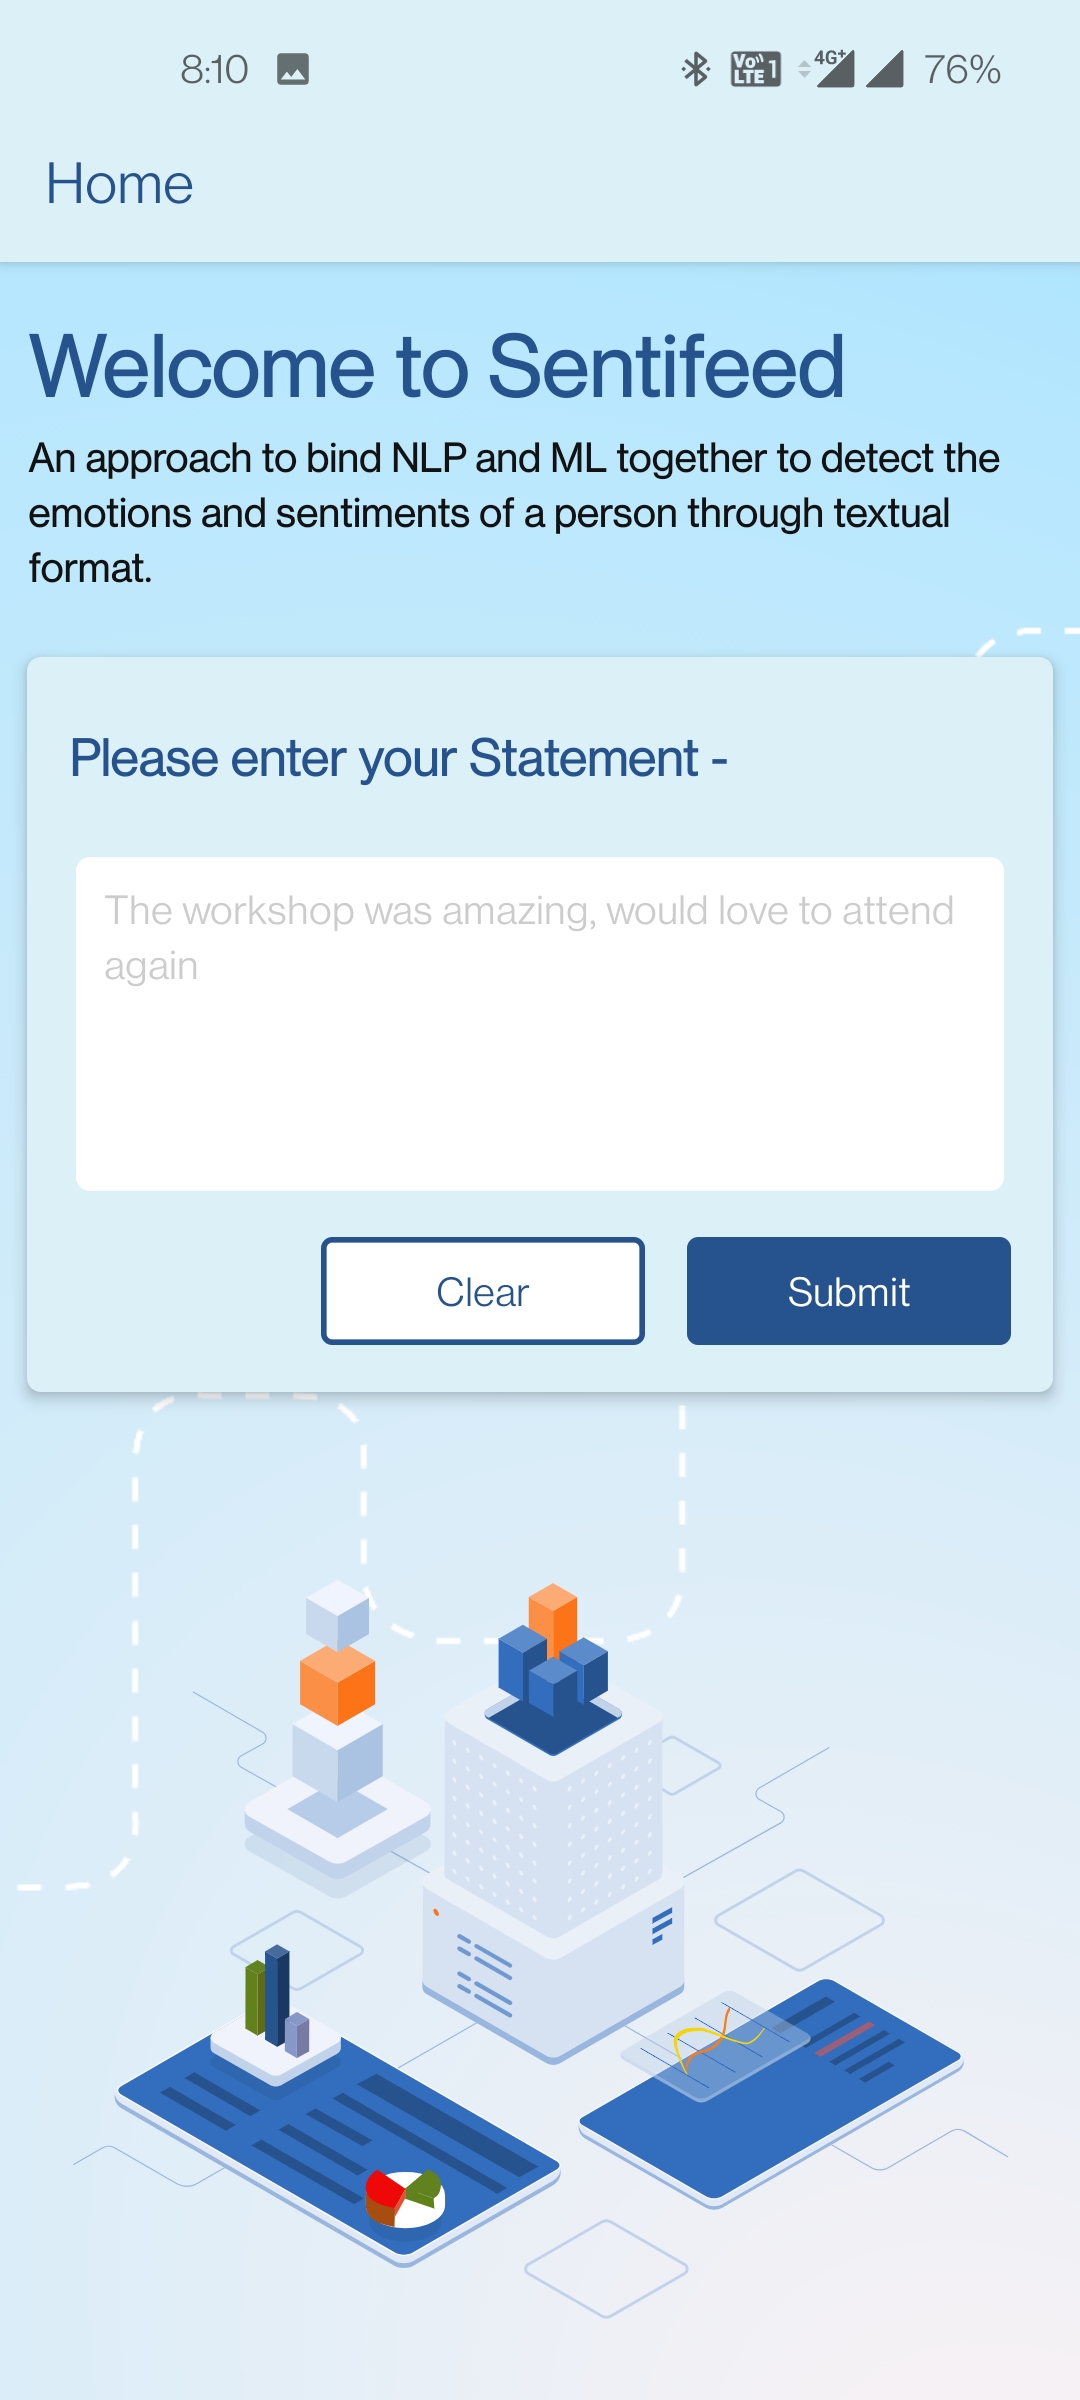 8:10 Vo)) LTE 1 4G+ 76%
Home
Welcome to Sentifeed
An approach to bind NLP and ML together to detect the
emotions and sentiments of a person through textual
format.
Please enter your Statement -
The workshop was amazing, would love to attend
again
Clear Submit